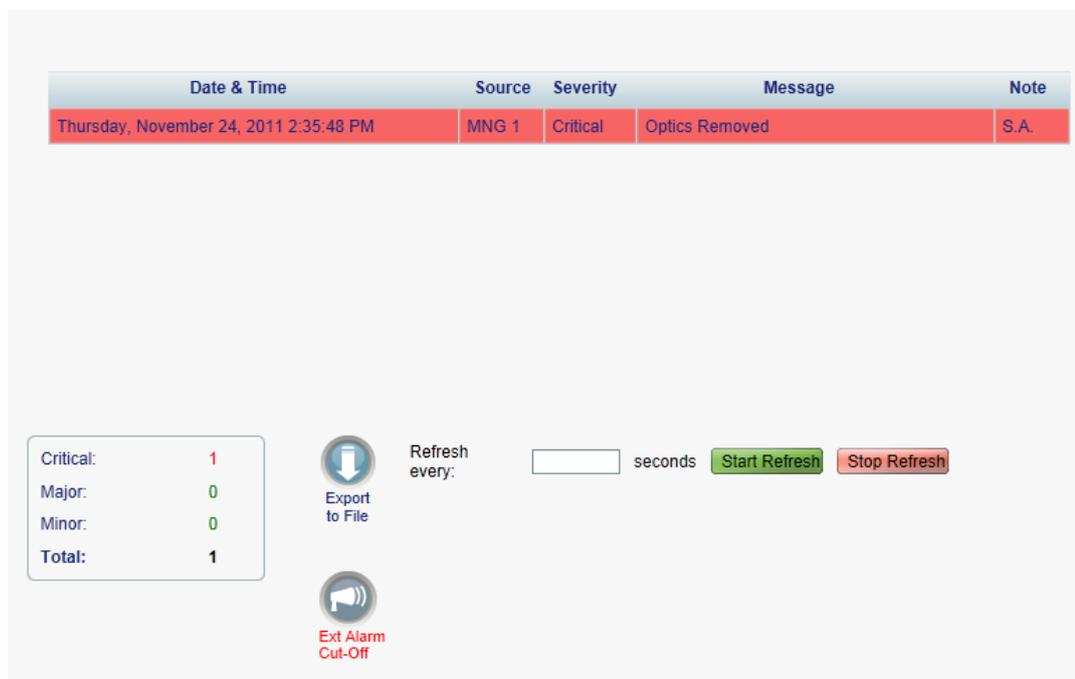 Date & Time Source Severity Message Note
Thursday, November 24, 2011 2:35:48 PM MNG 1 Critical Optics Removed S.A.
Critical: 1
Major: 0
Minor: 0
Total: 1
Export
to File
Ext Alarm
Cut-Off
Refresh
every:
seconds Start Refresh Stop Refresh